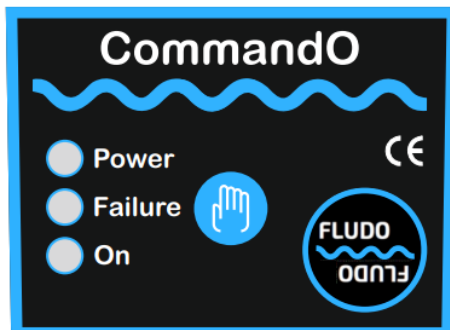 CommandO
Power
CE
Failure
On
FLUDO
FLUDO